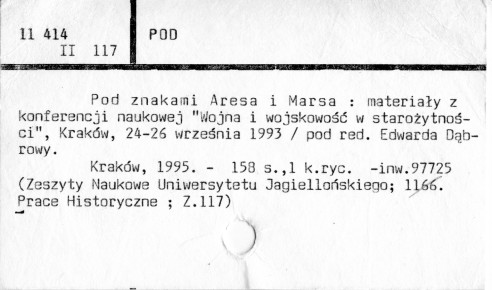 11 414
II 117
POD
Pod znakami Aresa i Marsa : materiały z
konferencji naukowej "Wojna i wojskowość w starożytnoś-
ci", Kraków, 24-26 września 1993 / pod red. Edwarda Dąb-
rowy.
Kraków, 1995. - 158 s.,1 k.ryc. -inw.97725
(Zeszyty Naukowe Uniwersytetu Jagiellońskiego; 1166.
Prace Historyczne ; Z.117)